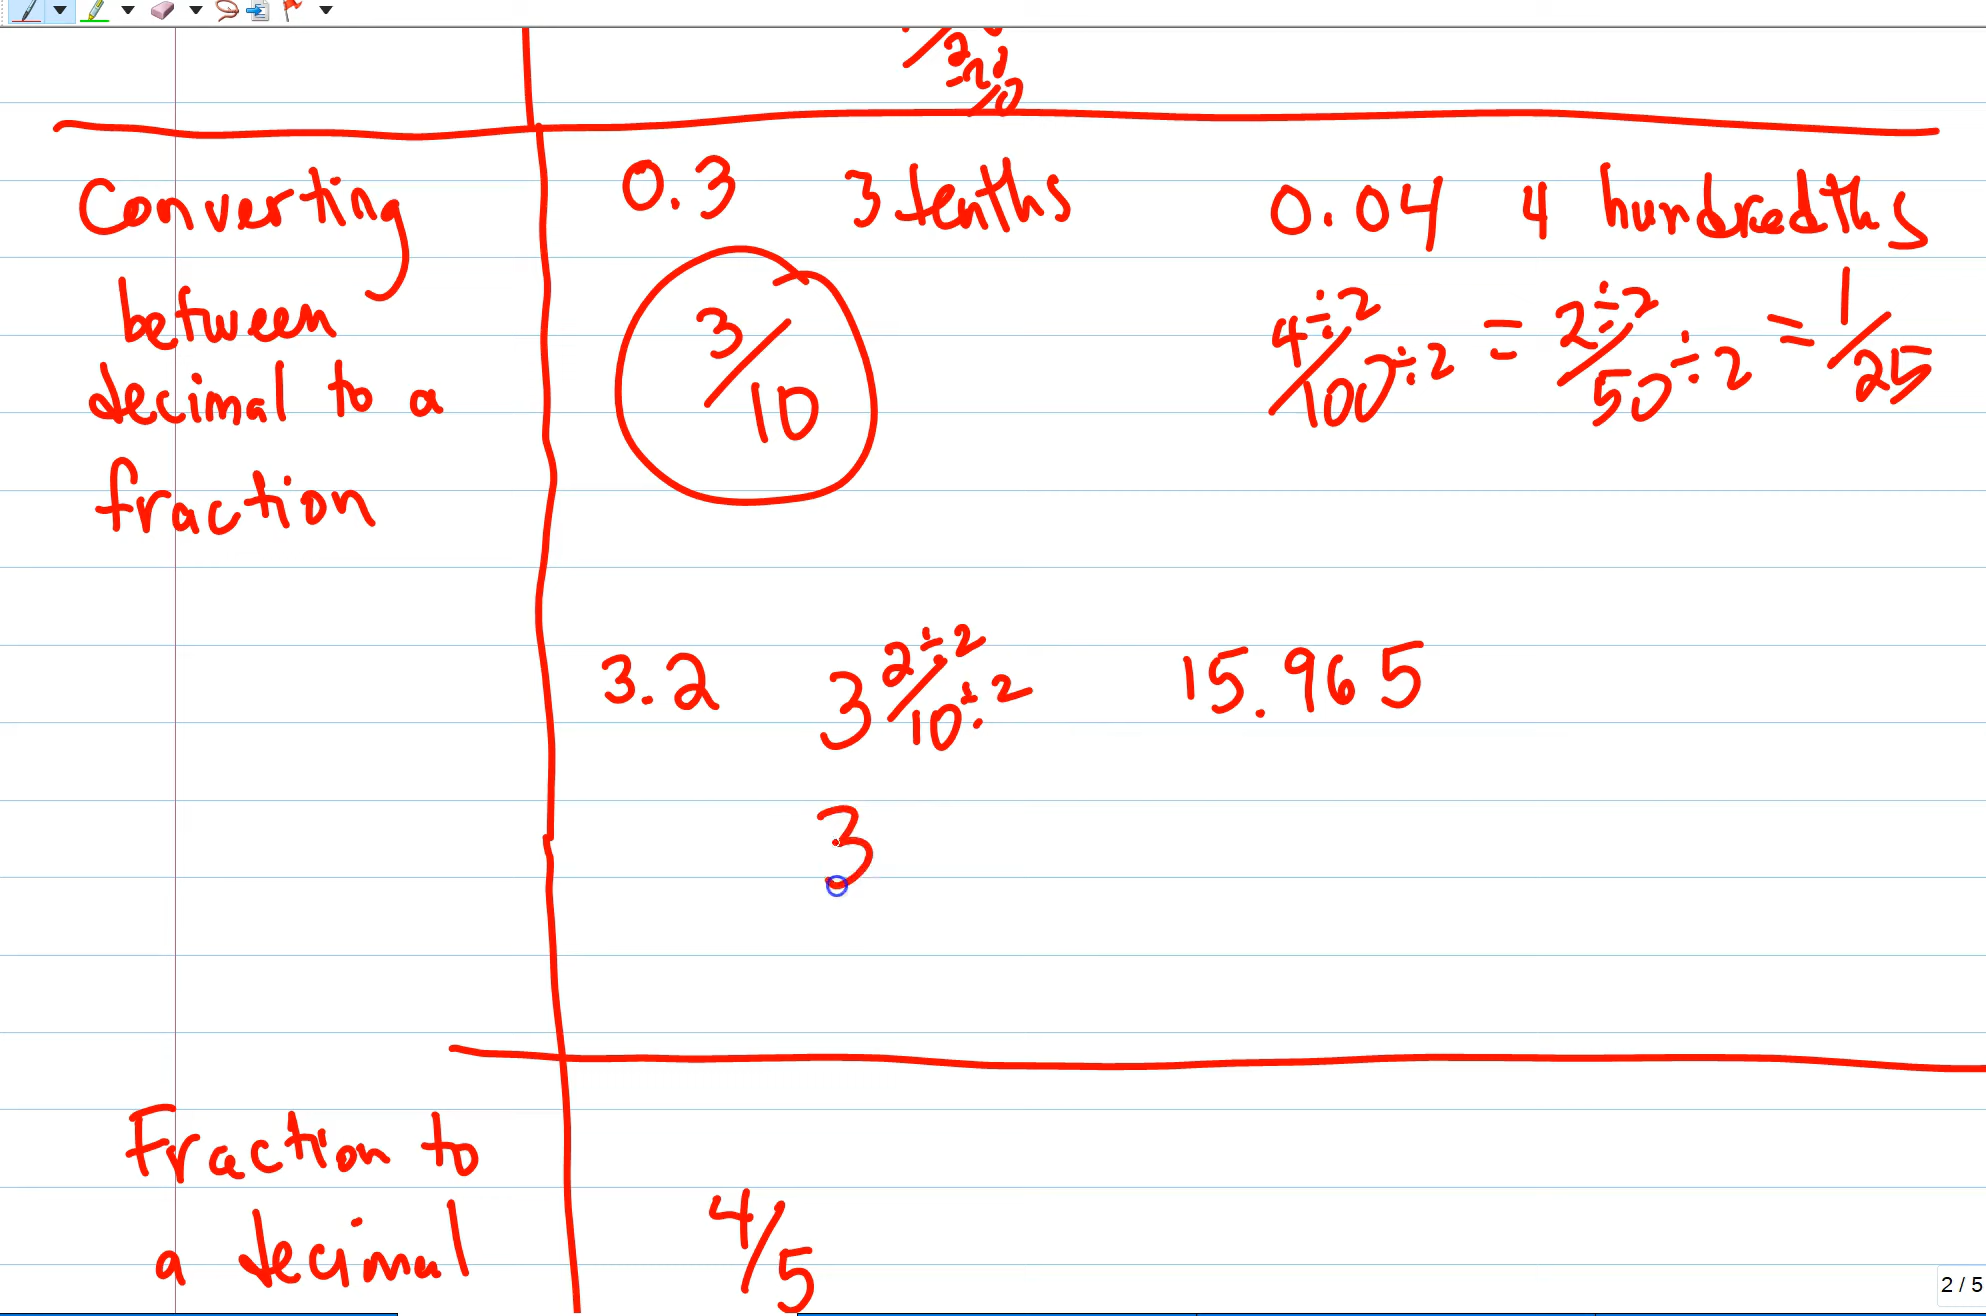 Converting
between
decimal to a
fraction
0.3 3 tenths
3/10
0.04 4 hundredths
4÷2/100÷2 = 2÷2/50÷2 = 1/25
3.2 3 2÷2/10÷2
3
15.965
Fraction to
a decimal
4/5
2 / 5